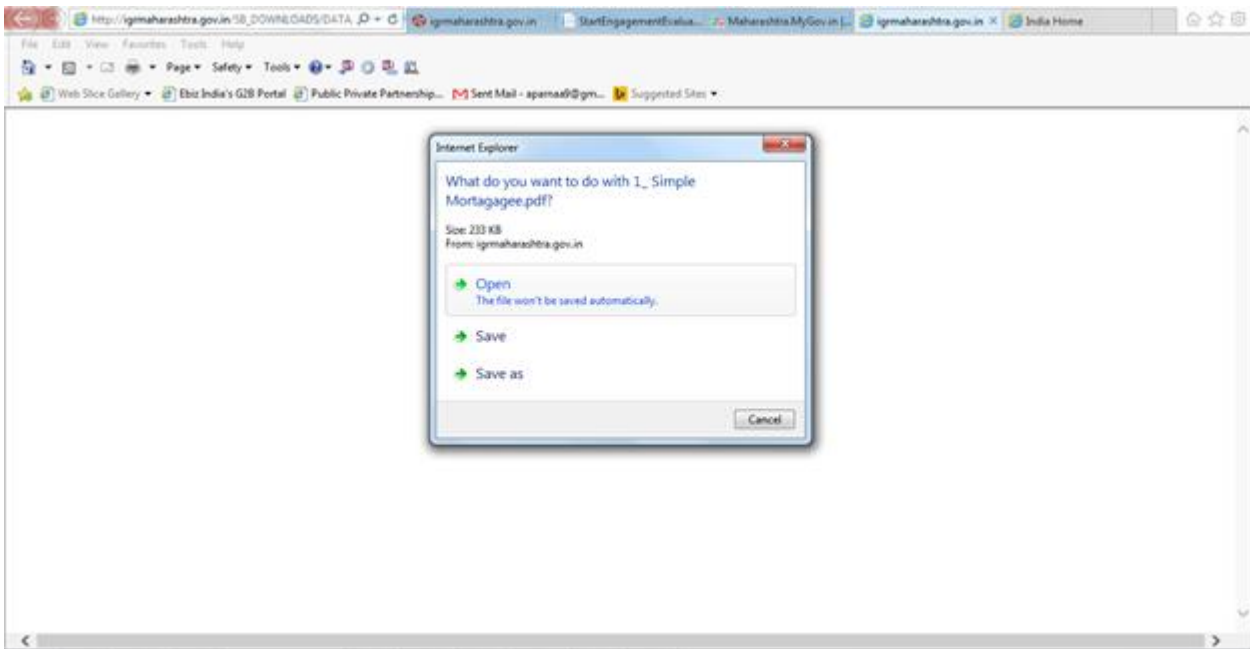 http://igrmaharashtra.gov.in/SB_DOWNLOADS/DATA
igrmaharashtra.gov.in
StartEngagementEvalua...
Maharashtra.MyGov.in |...
igrmaharashtra.gov.in
India Home
File Edit View Favorites Tools Help
Page Safety Tools
Web Slice Gallery Ebiz India's G2B Portal Public Private Partnership... Sent Mail - aparnaa9@gm... Suggested Sites
Internet Explorer
What do you want to do with 1_ Simple
Mortagagee.pdf?
Size: 233 KB
From: igrmaharashtra.gov.in
Open
The file won't be saved automatically.
Save
Save as
Cancel